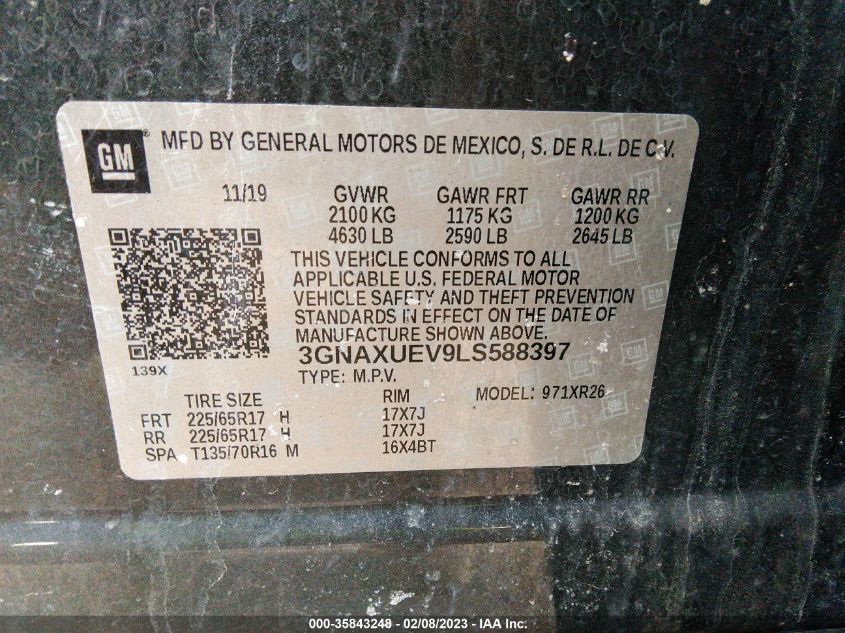 GM MFD BY GENERAL MOTORS DE MEXICO, S. DE R.L. DE C.V.
11/19 GVWR GAWR FRT GAWR RR
2100 KG 1175 KG 1200 KG
4630 LB 2590 LB 2645 LB
THIS VEHICLE CONFORMS TO ALL
APPLICABLE U.S. FEDERAL MOTOR
VEHICLE SAFETY AND THEFT PREVENTION
STANDARDS IN EFFECT ON THE DATE OF
MANUFACTURE SHOWN ABOVE.
3GNAXUEV9LS588397
139X TYPE: M.P.V.
TIRE SIZE RIM MODEL: 971XR26
FRT 225/65R17 H 17X7J
RR 225/65R17 H 17X7J
SPA T135/70R16 M 16X4BT
000-35843248 - 02/08/2023 - IAA Inc.